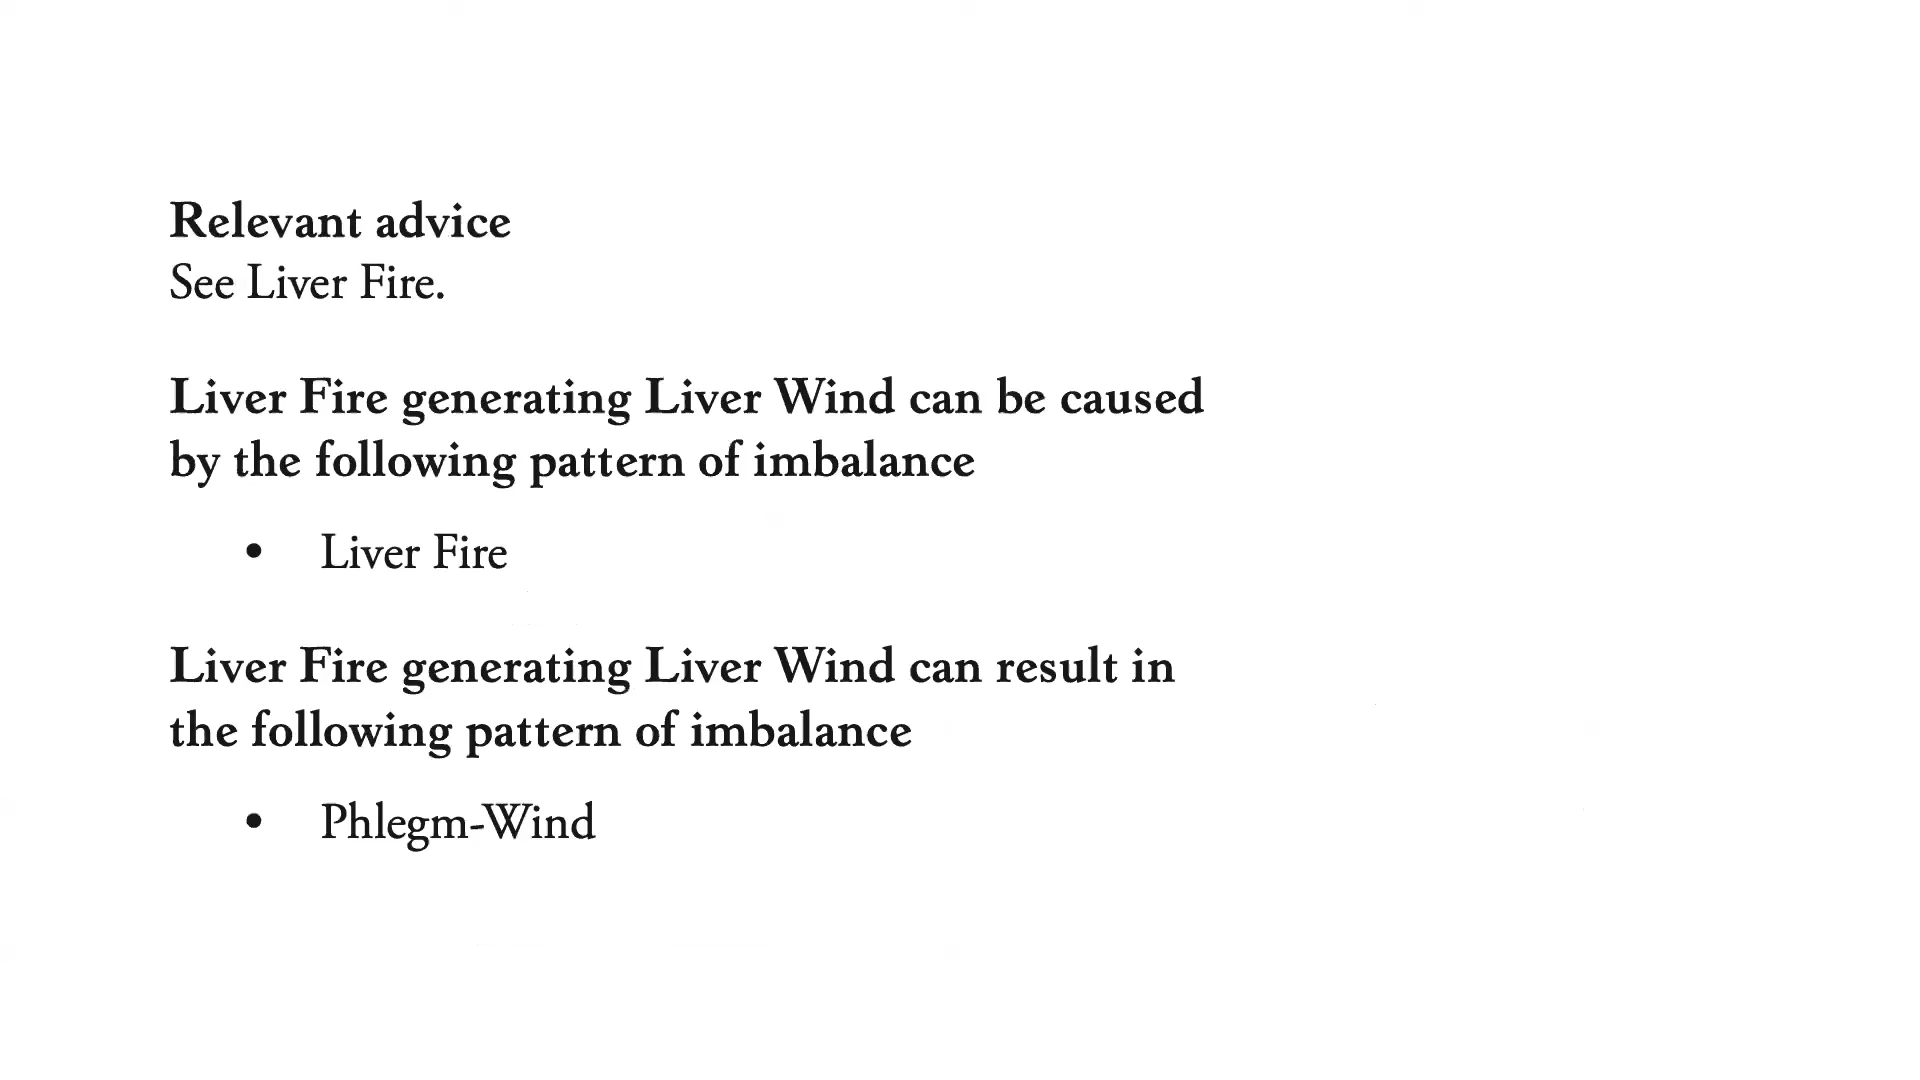 Relevant advice
See Liver Fire.
Liver Fire generating Liver Wind can be caused
by the following pattern of imbalance
• Liver Fire
Liver Fire generating Liver Wind can result in
the following pattern of imbalance
• Phlegm-Wind